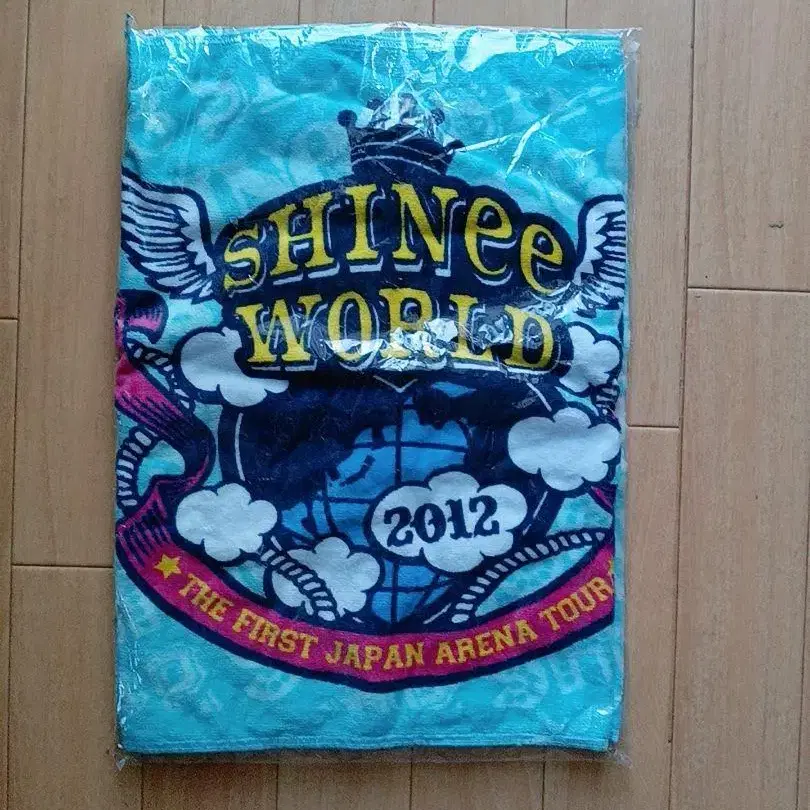 SHINee
WORLD
2012
THE FIRST JAPAN ARENA TOUR